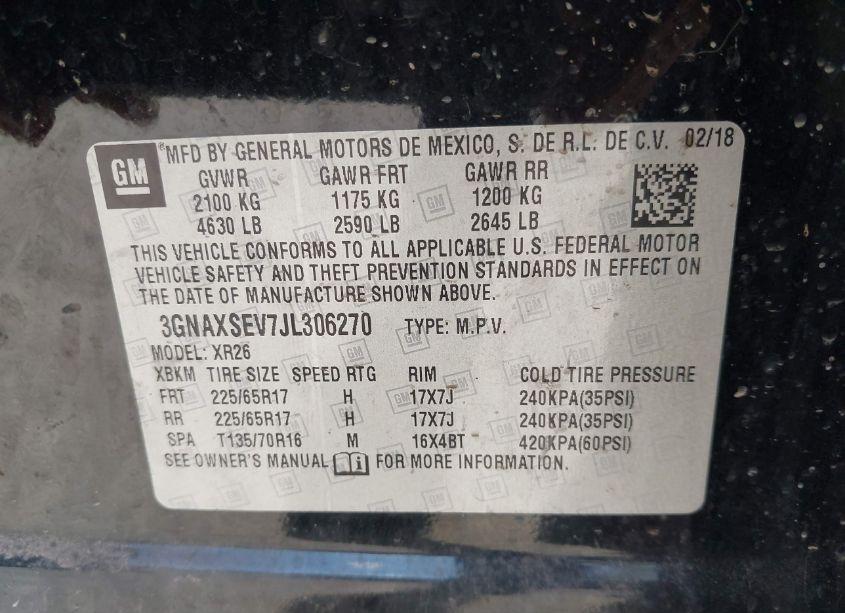 GM ®MFD BY GENERAL MOTORS DE MEXICO, S. DE R.L. DE C.V. 02/18
GVWR GAWR FRT GAWR RR
2100 KG 1175 KG 1200 KG
4630 LB 2590 LB 2645 LB
THIS VEHICLE CONFORMS TO ALL APPLICABLE U.S. FEDERAL MOTOR
VEHICLE SAFETY AND THEFT PREVENTION STANDARDS IN EFFECT ON
THE DATE OF MANUFACTURE SHOWN ABOVE.
3GNAXSEV7JL306270 TYPE: M.P.V.
MODEL: XR26
XBKM TIRE SIZE SPEED RTG RIM COLD TIRE PRESSURE
FRT 225/65R17 H 17X7J 240KPA(35PSI)
RR 225/65R17 H 17X7J 240KPA(35PSI)
SPA T135/70R16 M 16X4BT 420KPA(60PSI)
SEE OWNER'S MANUAL FOR MORE INFORMATION.